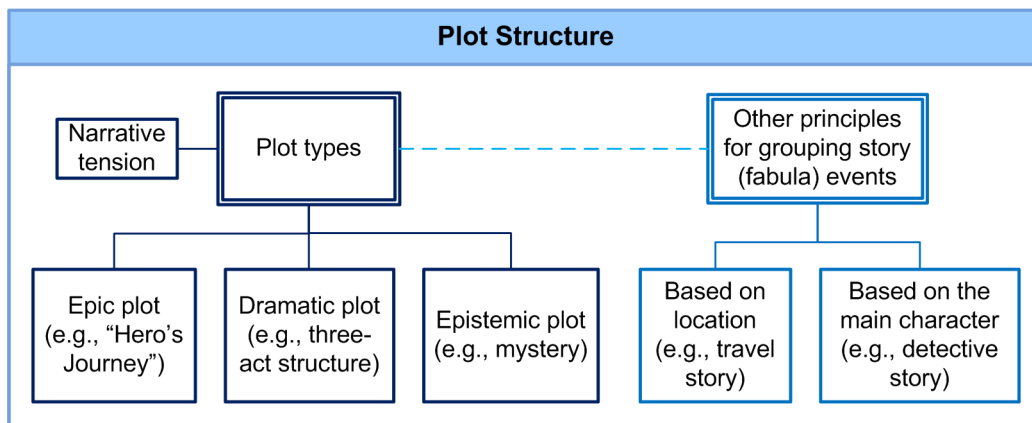 Plot Structure
Narrative
tension
Plot types
Other principles
for grouping story
(fabula) events
Epic plot
(e.g., “Hero’s
Journey”)
Dramatic plot
(e.g., three-
act structure)
Epistemic plot
(e.g., mystery)
Based on
location
(e.g., travel
story)
Based on the
main character
(e.g., detective
story)